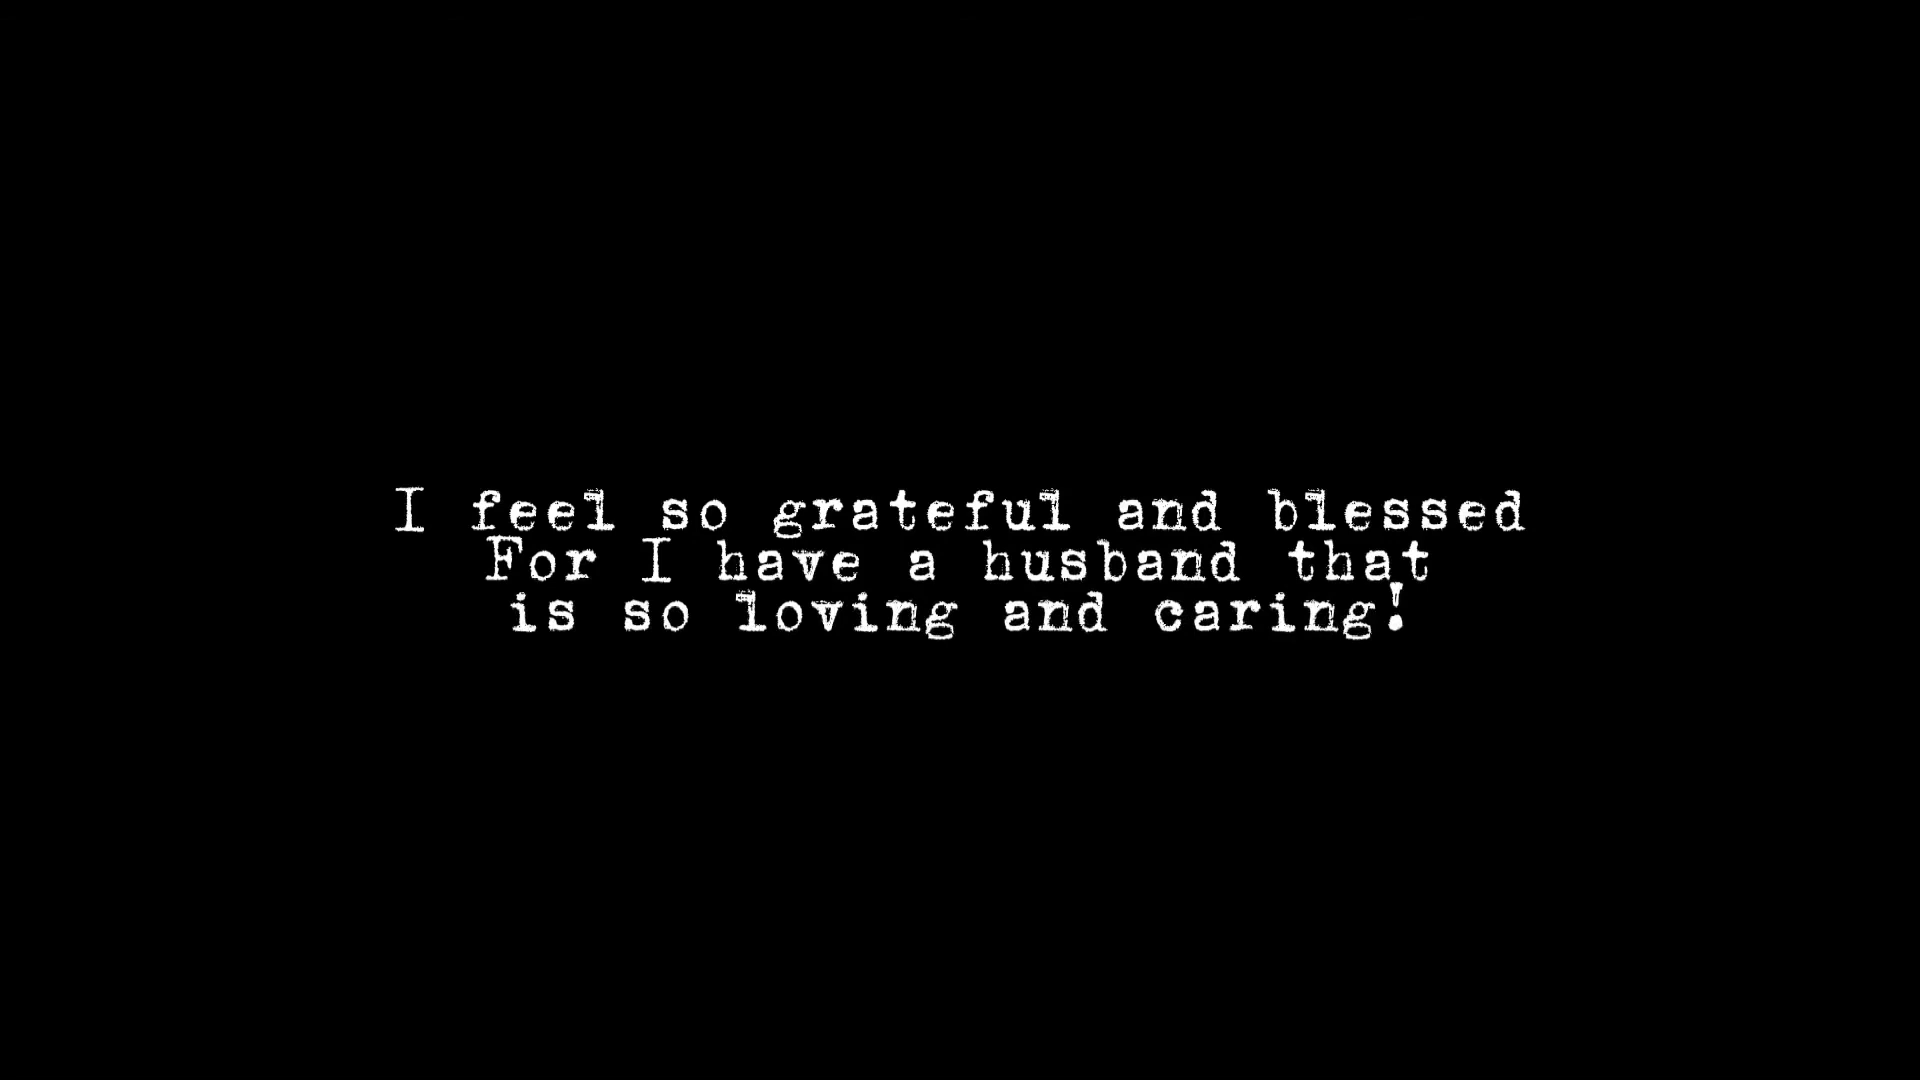 I feel so grateful and blessed
For I have a husband that
is so loving and caring!